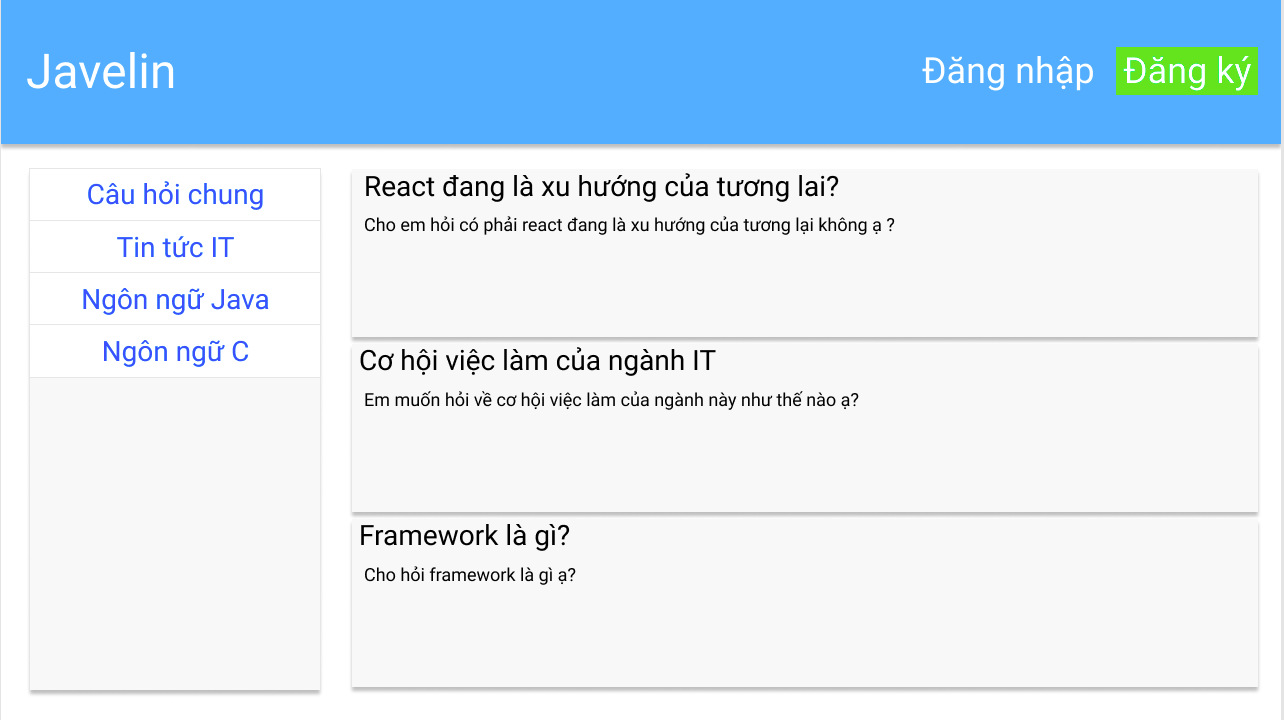 Javelin
Đăng nhập
Đăng ký
Câu hỏi chung
Tin tức IT
Ngôn ngữ Java
Ngôn ngữ C
React đang là xu hướng của tương lai?
Cho em hỏi có phải react đang là xu hướng của tương lại không ạ ?
Cơ hội việc làm của ngành IT
Em muốn hỏi về cơ hội việc làm của ngành này như thế nào ạ?
Framework là gì?
Cho hỏi framework là gì ạ?